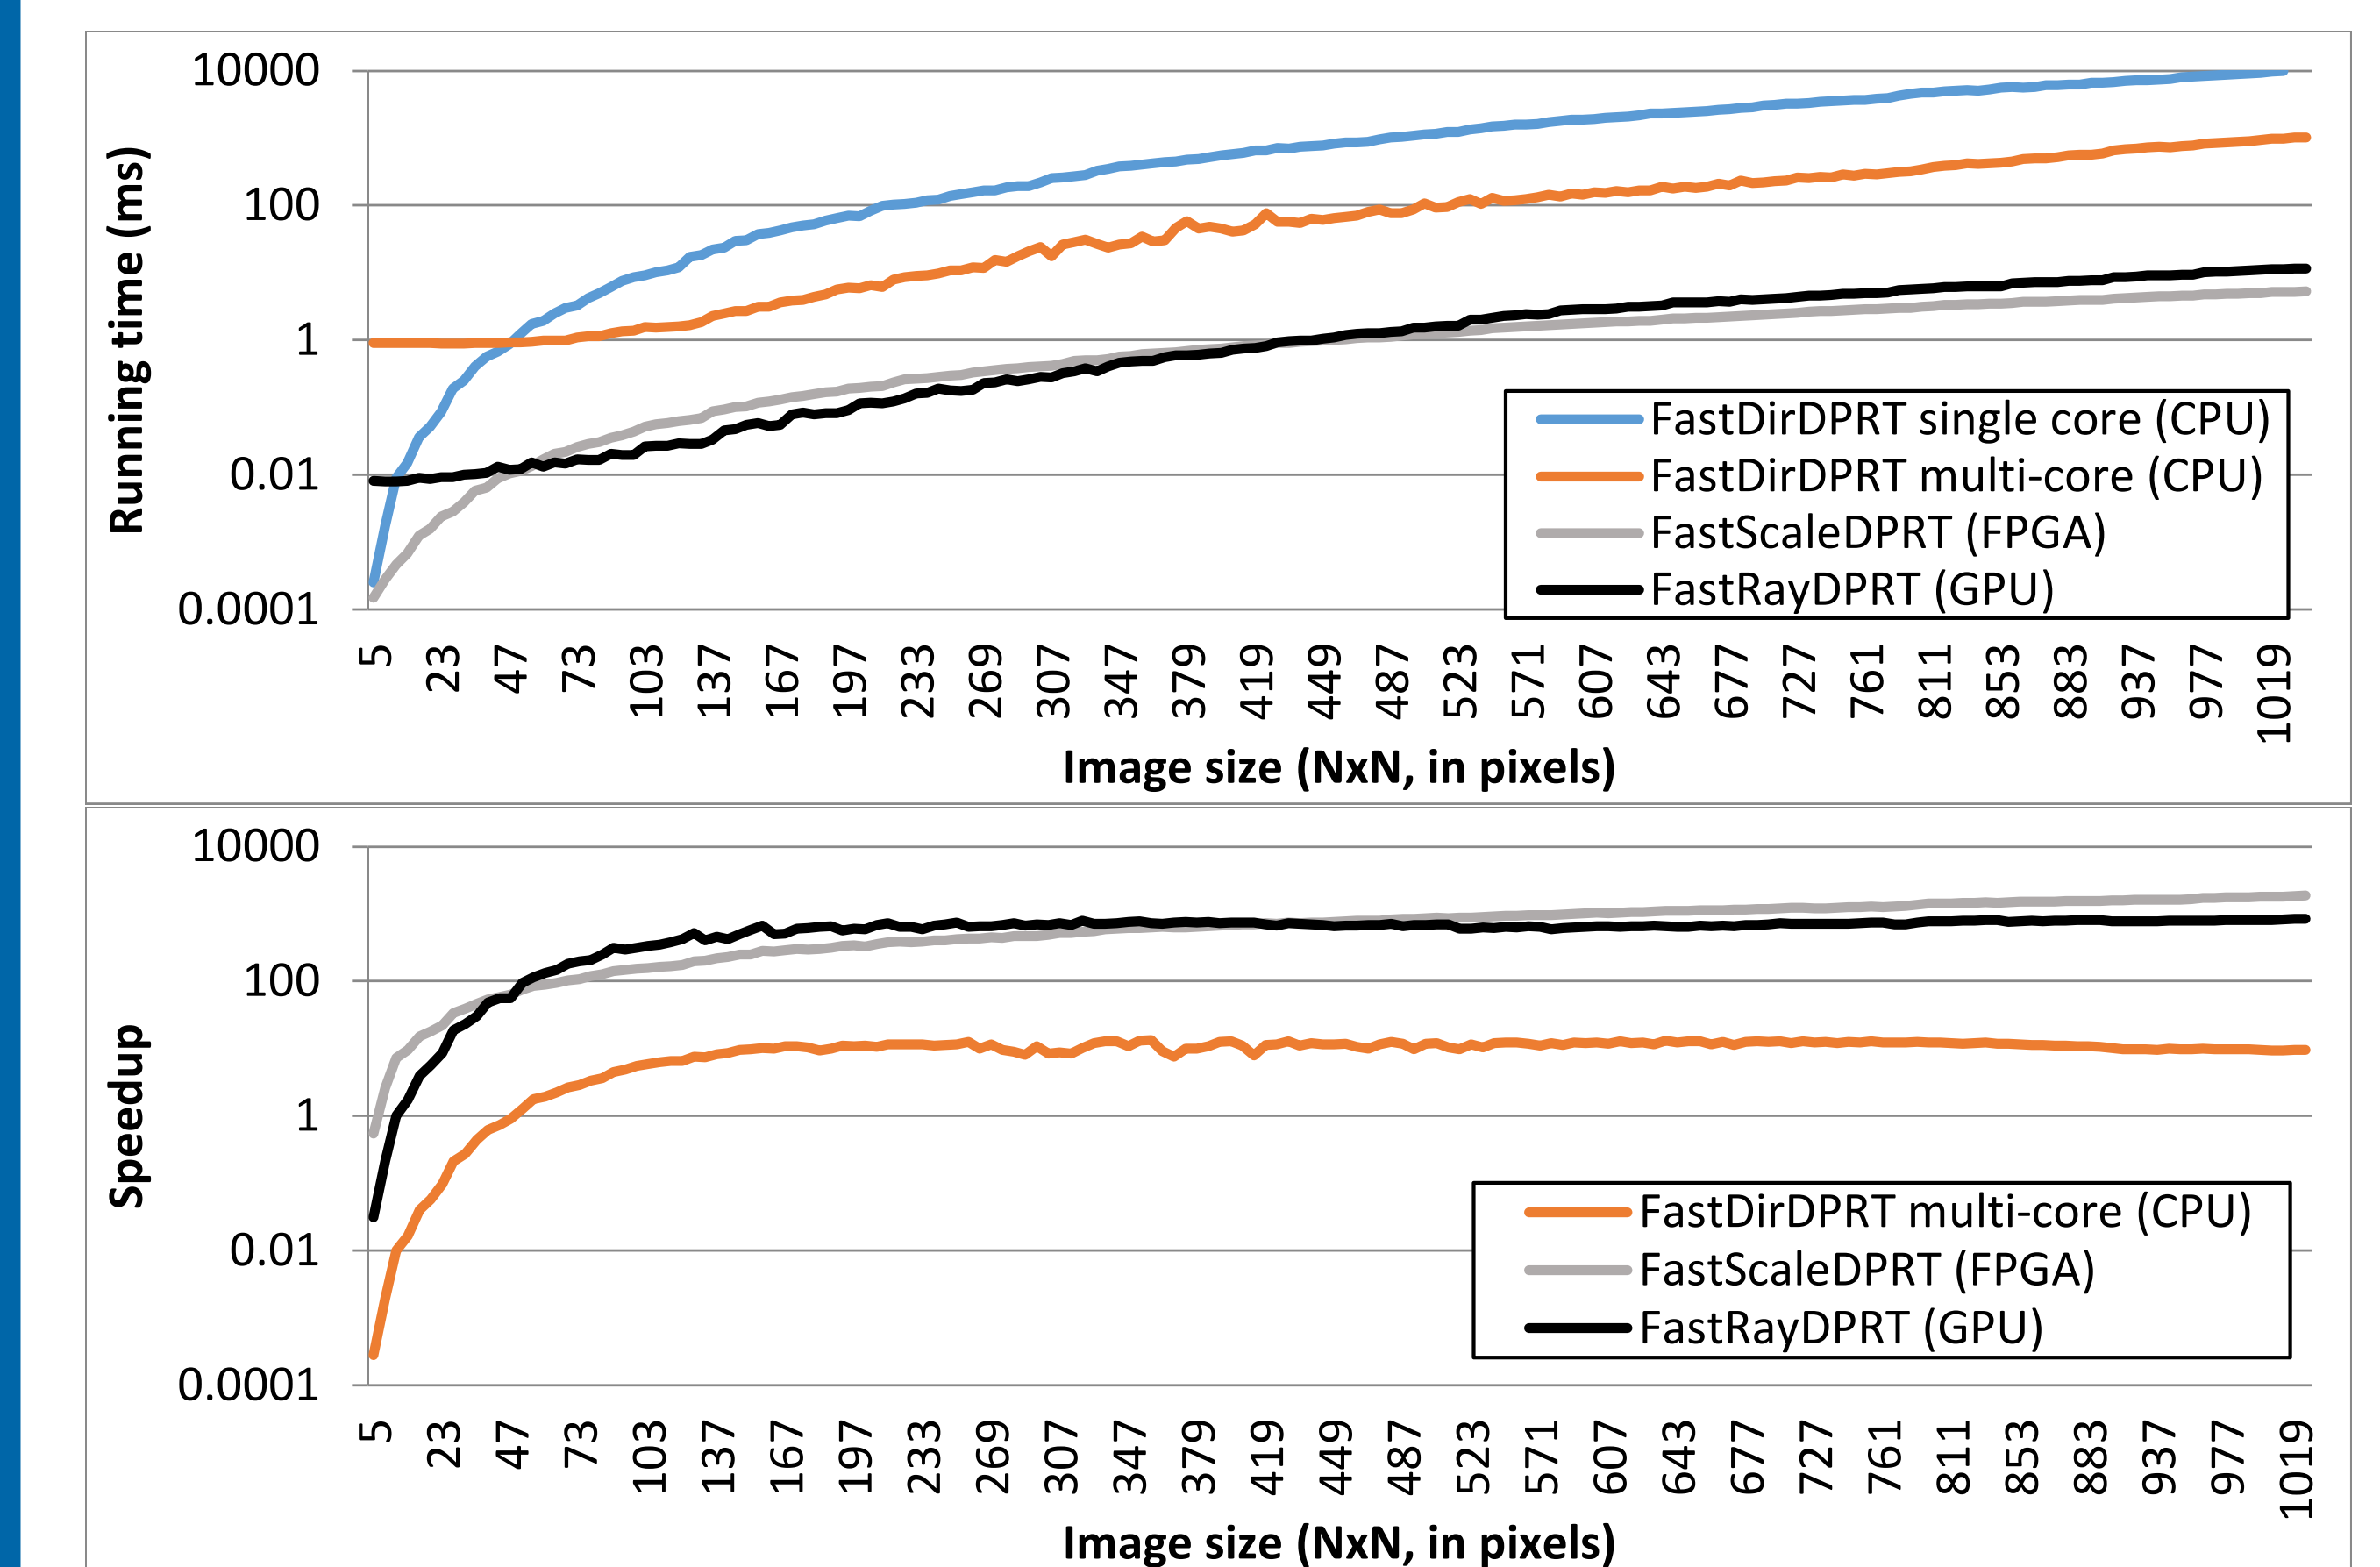 10000
100
1
0.01
0.0001
Running time (ms)
FastDirDPRT single core (CPU)
FastDirDPRT multi-core (CPU)
FastScaleDPRT (FPGA)
FastRayDPRT (GPU)
5 23 47 73 103 137 167 197 233 269 307 347 379 419 449 487 523 571 607 643 677 727 761 811 853 883 937 977 1019
Image size (NxN, in pixels)
10000
100
1
0.01
0.0001
Speedup
FastDirDPRT multi-core (CPU)
FastScaleDPRT (FPGA)
FastRayDPRT (GPU)
5 23 47 73 103 137 167 197 233 269 307 347 379 419 449 487 523 571 607 643 677 727 761 811 853 883 937 977 1019
Image size (NxN, in pixels)